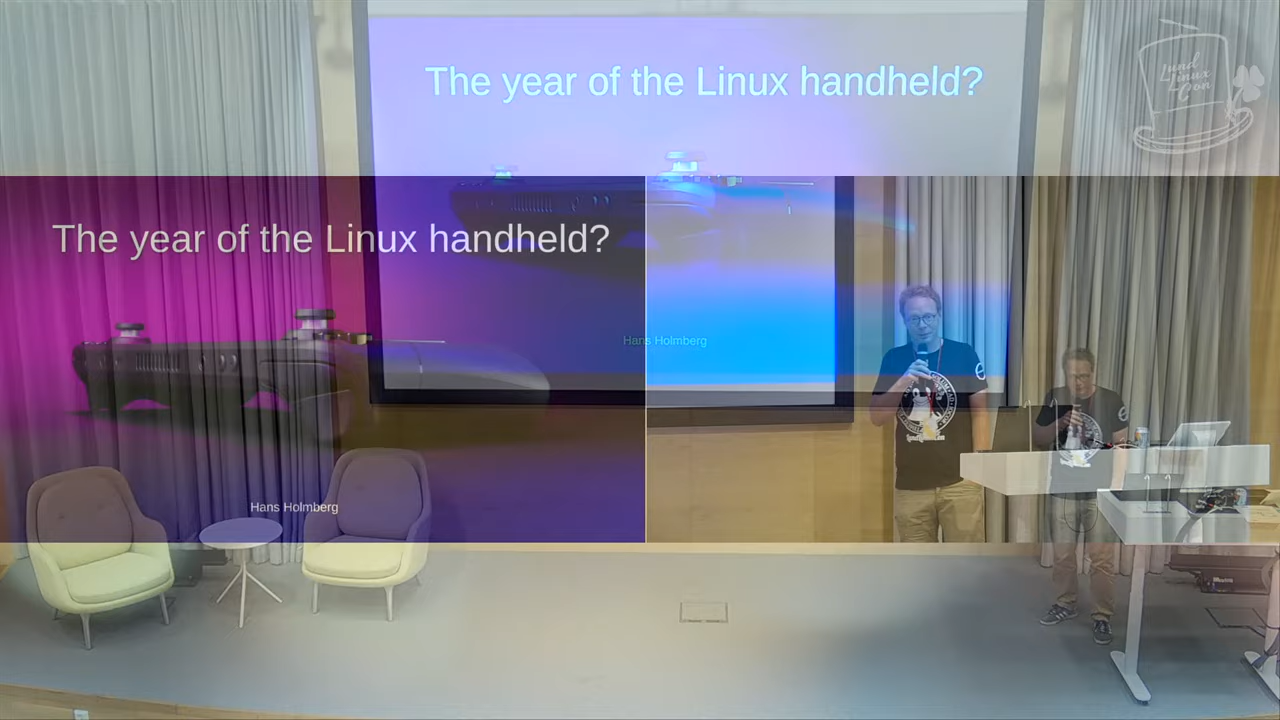 The year of the Linux handheld?
Lund
Linux
Con
The year of the Linux handheld?
Hans Holmberg
Hans Holmberg